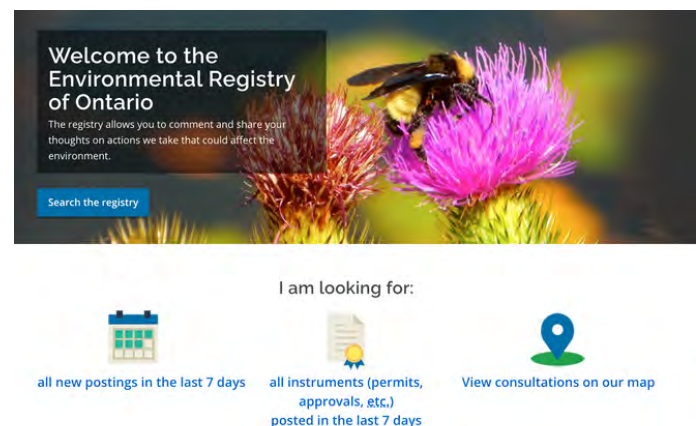 Welcome to the
Environmental Registry
of Ontario
The registry allows you to comment and share your
thoughts on actions we take that could affect the
environment.
Search the registry
I am looking for:
all new postings in the last 7 days
all instruments (permits,
approvals, etc.)
posted in the last 7 days
View consultations on our map